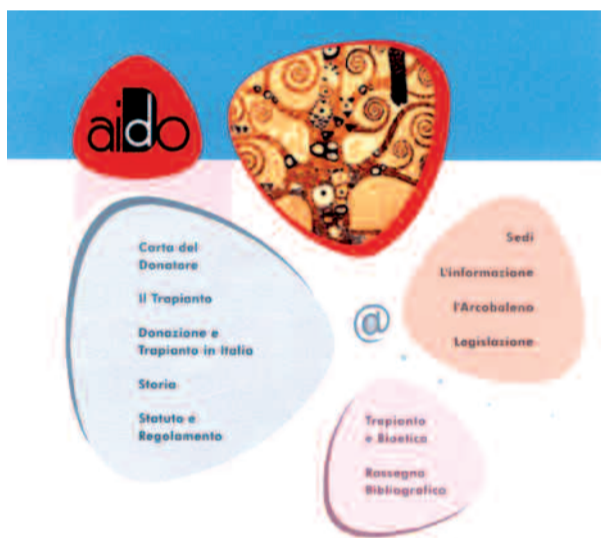 aido
Carta del
Donatore
Il Trapianto
Donazione e
Trapianto in Italia
Storia
Statuto e
Regolamento
@
Sedi
L'informazione
l'Arcobaleno
Legislazione
Trapianto
e Bioetica
Rassegna
Bibliografica